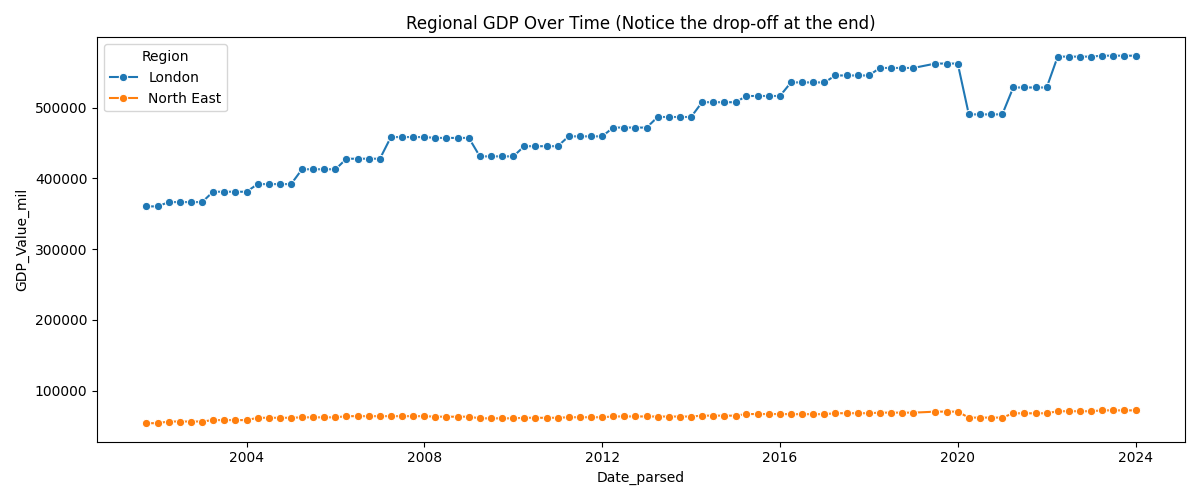 Regional GDP Over Time (Notice the drop-off at the end)
Region
London
North East
GDP_Value_mil
500000
400000
300000
200000
100000
2004 2008 2012 2016 2020 2024
Date_parsed